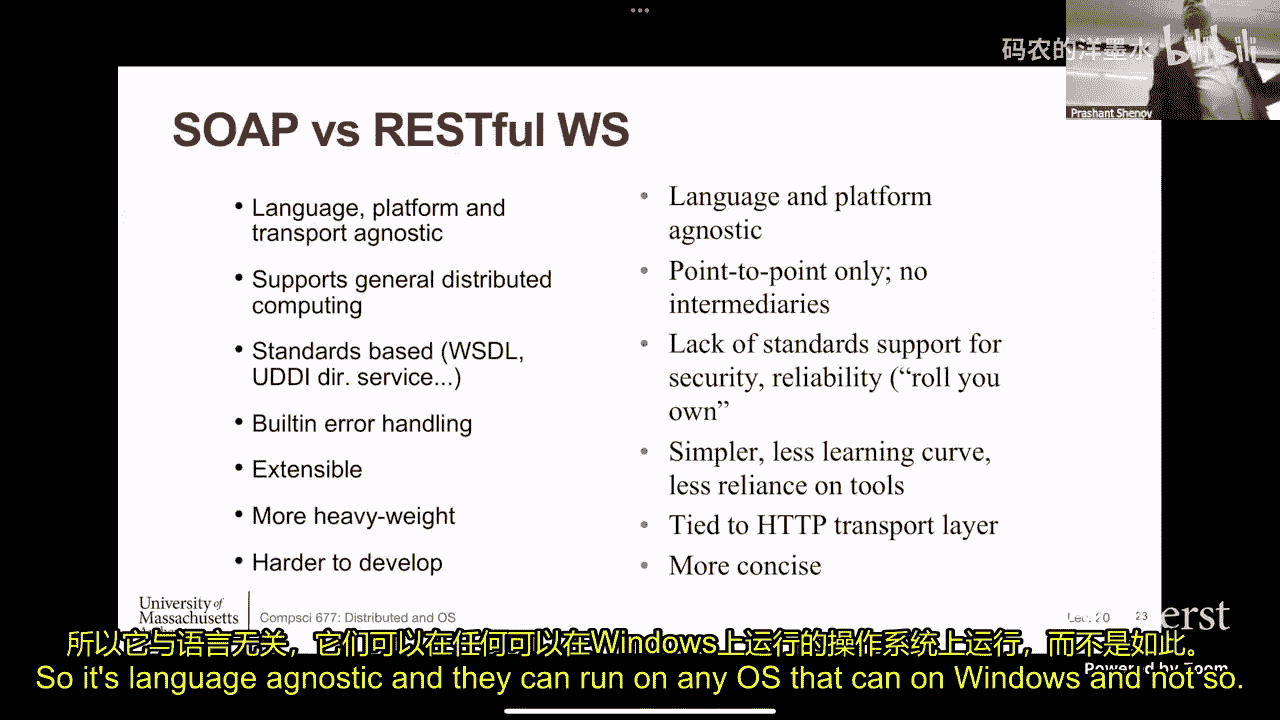 码农的洋墨水 bilibili
Prashant Shenoy
SOAP vs RESTful WS
• Language, platform and
transport agnostic
• Supports general distributed
computing
• Standards based (WSDL,
UDDI dir. service...)
• Builtin error handling
• Extensible
• More heavy-weight
• Harder to develop
• Language and platform
agnostic
• Point-to-point only; no
intermediaries
• Lack of standards support for
security, reliability (“roll you
own”
• Simpler, less learning curve,
less reliance on tools
• Tied to HTTP transport layer
• More concise
University of
Massachusetts
Compsci 677: Distributed and OS
Lec. 20
23
erst
所以它与语言无关，它们可以在任何可以在Windows上运行的操作系统上运行，而不是如此。
Powered by Zoom
So it's language agnostic and they can run on any OS that can on Windows and not so.